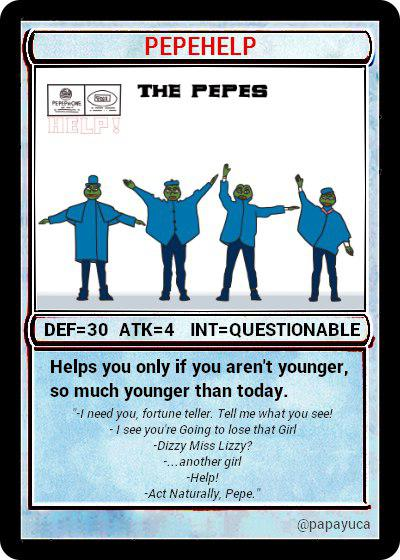 PEPEHELP
THE PEPES
HELP!
DEF=30 ATK=4 INT=QUESTIONABLE
Helps you only if you aren't younger,
so much younger than today.
"-I need you, fortune teller. Tell me what you see!
- I see you're Going to lose that Girl
-Dizzy Miss Lizzy?
-...another girl
-Help!
-Act Naturally, Pepe."
@papayuca